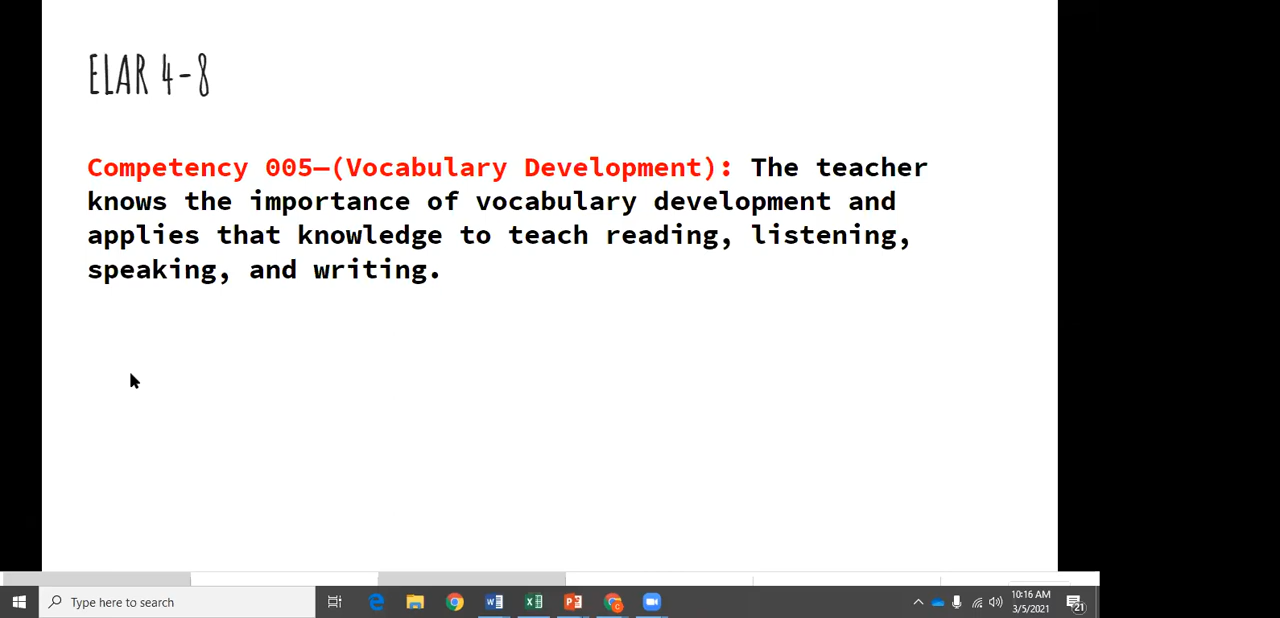 ELAR 4-8
Competency 005—(Vocabulary Development): The teacher
knows the importance of vocabulary development and
applies that knowledge to teach reading, listening,
speaking, and writing.
Type here to search
10:16 AM
3/5/2021
21